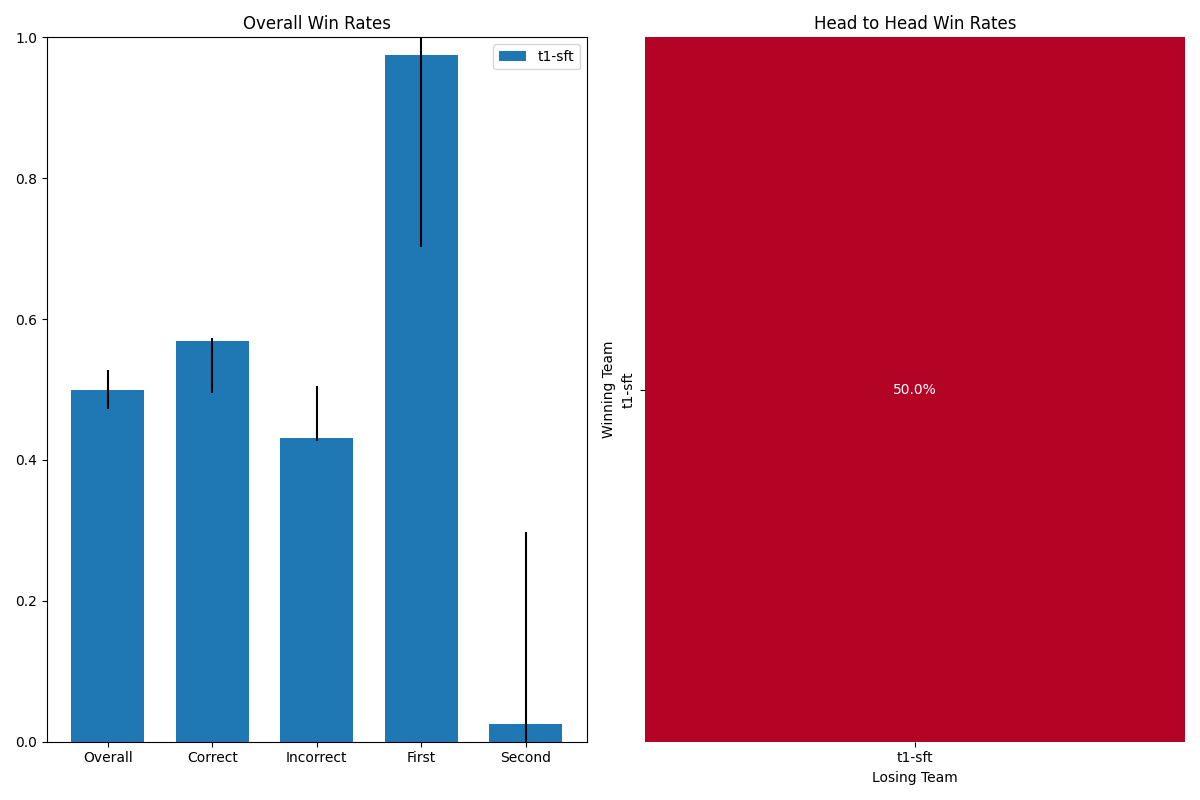 Overall Win Rates
t1-sft
1.0
0.8
0.6
0.4
0.2
0.0
Overall
Correct
Incorrect
First
Second
Head to Head Win Rates
Winning Team
t1-sft
50.0%
t1-sft
Losing Team